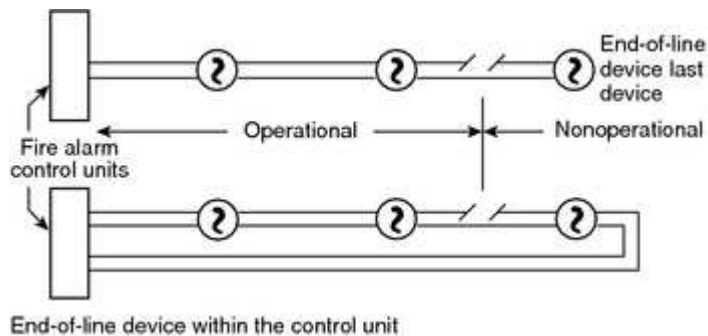 End-of-line
device last
device
Operational
Nonoperational
Fire alarm
control units
End-of-line device within the control unit